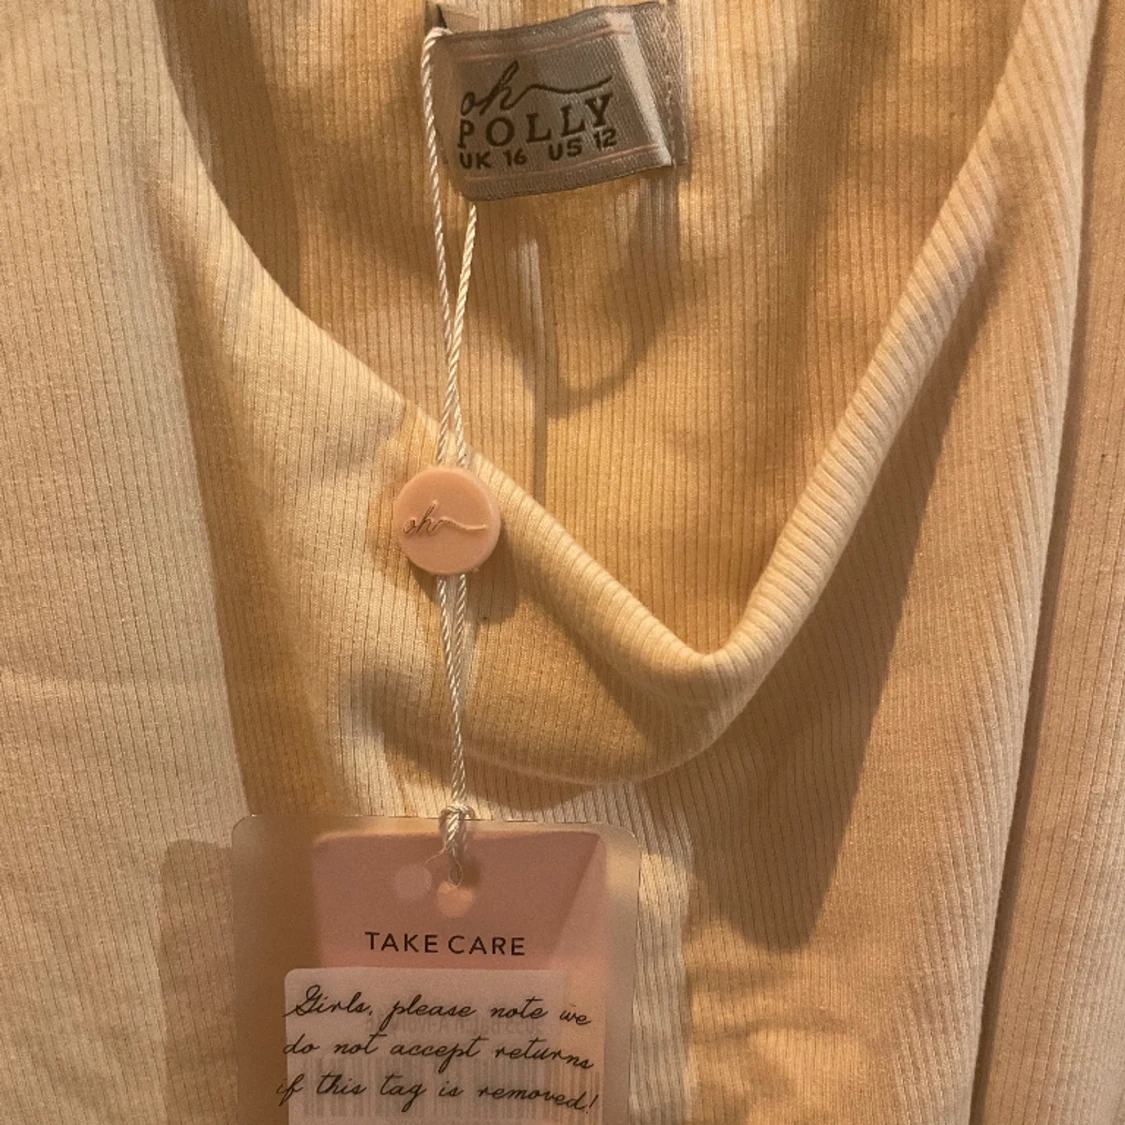 oh
POLLY
UK 16 US 12
oh
TAKE CARE
Girls, please note we
do not accept returns
if this tag is removed!